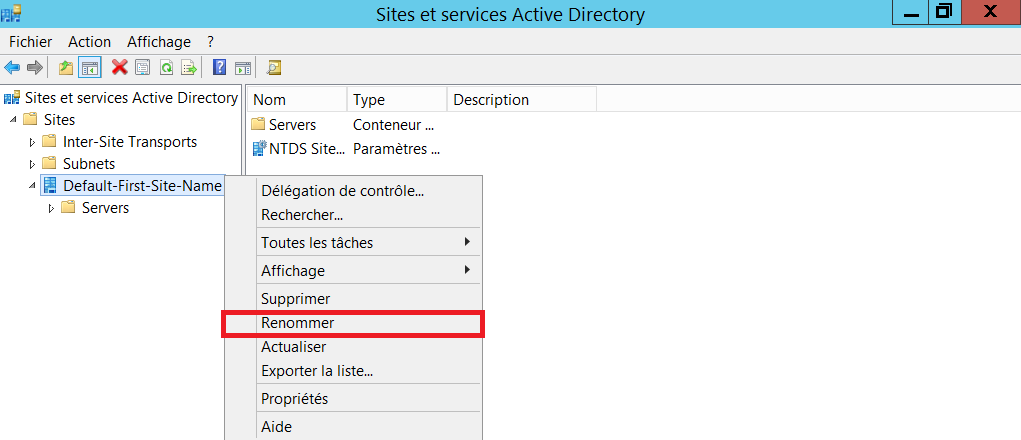 Sites et services Active Directory
Fichier Action Affichage ?
Sites et services Active Directory
Sites
Inter-Site Transports
Subnets
Default-First-Site-Name
Servers
Nom Type Description
Servers Conteneur ...
NTDS Site... Paramètres ...
Délégation de contrôle...
Rechercher...
Toutes les tâches
Affichage
Supprimer
Renommer
Actualiser
Exporter la liste...
Propriétés
Aide